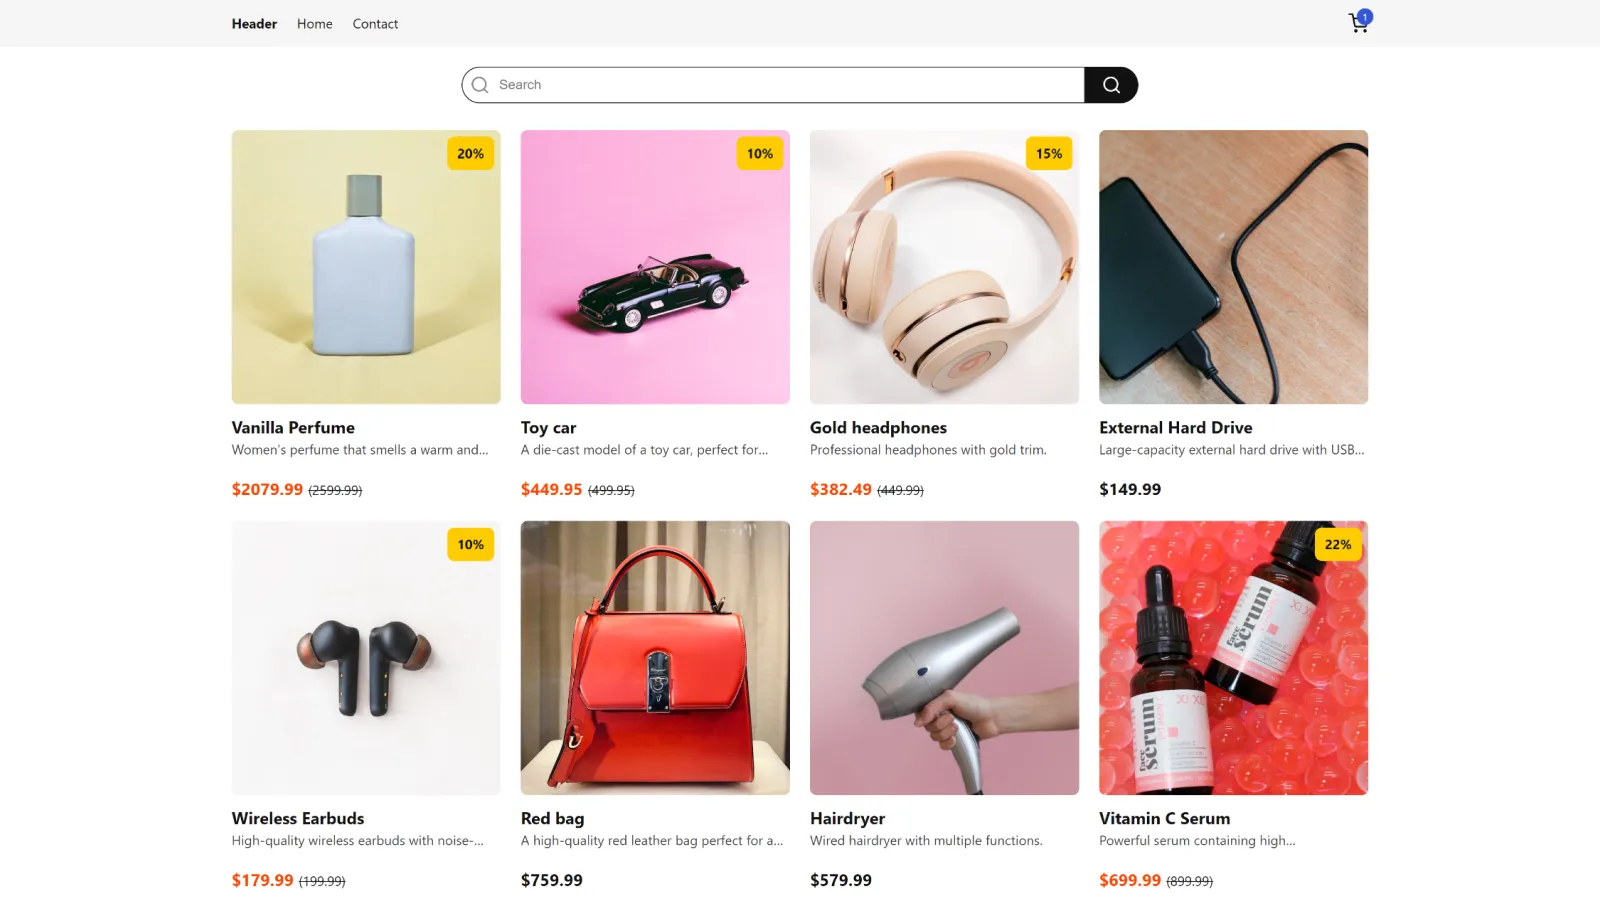 Header Home Contact 1
Search
20%
10%
15%
Vanilla Perfume
Women's perfume that smells a warm and...
$2079.99 (2599.99)
Toy car
A die-cast model of a toy car, perfect for...
$449.95 (499.95)
Gold headphones
Professional headphones with gold trim.
$382.49 (449.99)
External Hard Drive
Large-capacity external hard drive with USB...
$149.99
10%
22%
face serum
face serum
Wireless Earbuds
High-quality wireless earbuds with noise-...
$179.99 (199.99)
Red bag
A high-quality red leather bag perfect for a...
$759.99
Hairdryer
Wired hairdryer with multiple functions.
$579.99
Vitamin C Serum
Powerful serum containing high...
$699.99 (899.99)